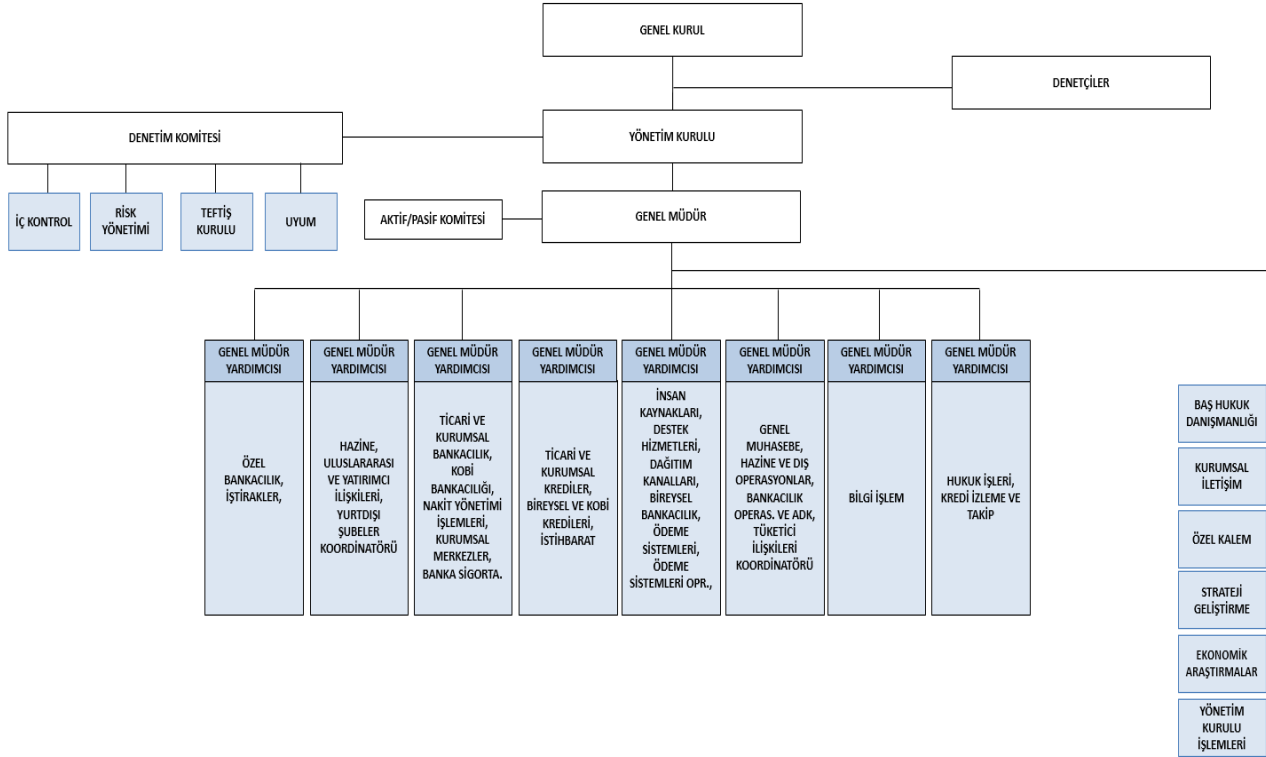 GENEL KURUL
DENETÇİLER
DENETİM KOMİTESİ
YÖNETİM KURULU
İÇ KONTROL
RİSK
YÖNETİMİ
TEFTİŞ
KURULU
UYUM
AKTİF/PASİF KOMİTESİ
GENEL MÜDÜR
GENEL MÜDÜR
YARDIMCISI
ÖZEL
BANKACILIK,
İŞTİRAKLER,
GENEL MÜDÜR
YARDIMCISI
HAZİNE,
ULUSLARARASI
VE YATIRIMCI
İLİŞKİLERİ,
YURTDIŞI
ŞUBELER
KOORDİNATÖRÜ
GENEL MÜDÜR
YARDIMCISI
TİCARİ VE
KURUMSAL
BANKACILIK,
KOBİ
BANKACILIĞI,
NAKİT YÖNETİMİ
İŞLEMLERİ,
KURUMSAL
MERKEZLER,
BANKA SİGORTA.
GENEL MÜDÜR
YARDIMCISI
TİCARİ VE
KURUMSAL
KREDİLER,
BİREYSEL VE KOBİ
KREDİLERİ,
İSTİHBARAT
GENEL MÜDÜR
YARDIMCISI
İNSAN
KAYNAKLARI,
DESTEK
HİZMETLERİ,
DAĞITIM
KANALLARI,
BİREYSEL
BANKACILIK,
ÖDEME
SİSTEMLERİ,
ÖDEME
SİSTEMLERİ OPR.,
GENEL MÜDÜR
YARDIMCISI
GENEL
MUHASEBE,
HAZİNE VE DIŞ
OPERASYONLAR,
BANKACILIK
OPERAS. VE ADK,
TÜKETİCİ
İLİŞKİLERİ
KOORDİNATÖRÜ
GENEL MÜDÜR
YARDIMCISI
BİLGİ İŞLEM
GENEL MÜDÜR
YARDIMCISI
HUKUK İŞLERİ,
KREDİ İZLEME VE
TAKİP
BAŞ HUKUK
DANIŞMANLIĞI
KURUMSAL
İLETİŞİM
ÖZEL KALEM
STRATEJİ
GELİŞTİRME
EKONOMİK
ARAŞTIRMALAR
YÖNETİM
KURULU
İŞLEMLERİ